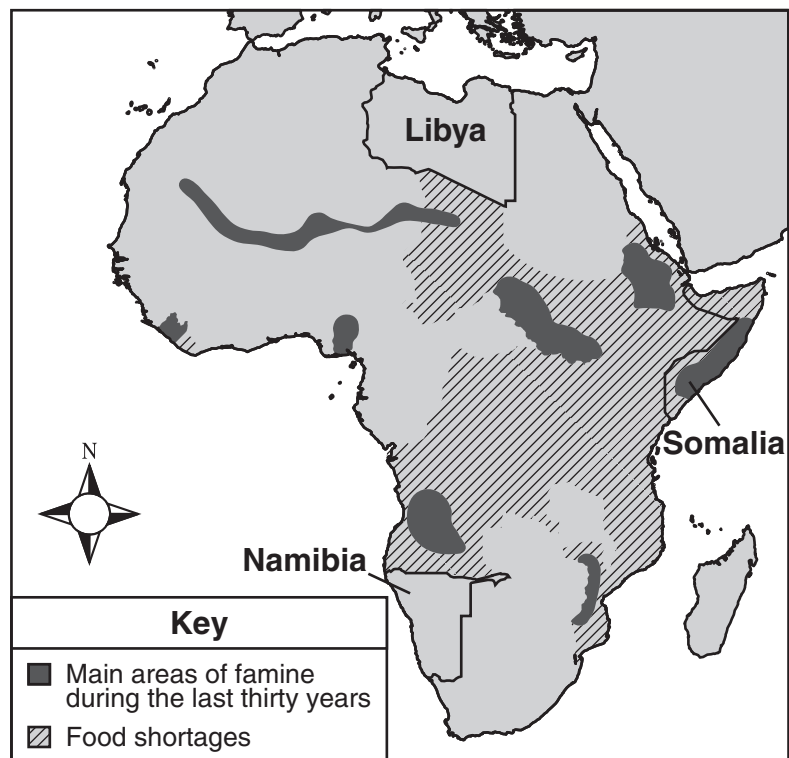 Libya
Somalia
N
Namibia
Key
Main areas of famine
during the last thirty years
Food shortages